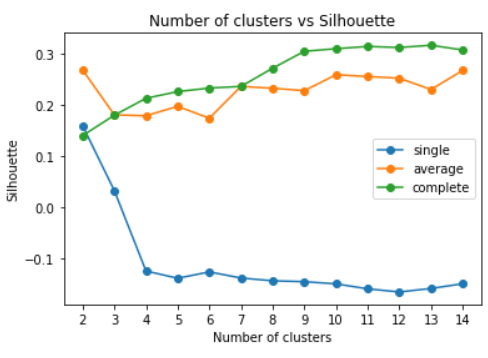 Number of clusters vs Silhouette
Silhouette
0.3
0.2
0.1
0.0
−0.1
single
average
complete
2 3 4 5 6 7 8 9 10 11 12 13 14
Number of clusters